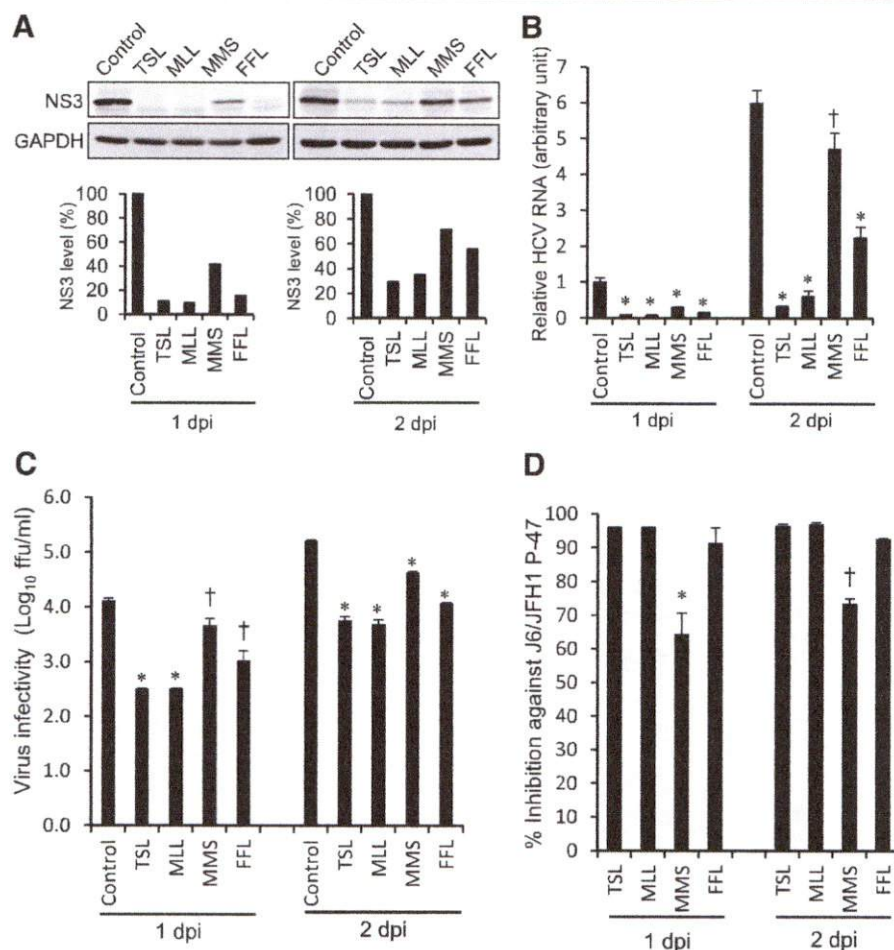 A
Control
TSL
MLL
MMS
FFL
Control
TSL
MLL
MMS
FFL
NS3
GAPDH
NS3 level (%)
100
80
60
40
20
0
Control
TSL
MLL
MMS
FFL
1 dpi
NS3 level (%)
100
80
60
40
20
0
Control
TSL
MLL
MMS
FFL
2 dpi
B
Relative HCV RNA (arbitrary unit)
7
6
5
4
3
2
1
0
* * * *
* * † *
Control
TSL
MLL
MMS
FFL
1 dpi
Control
TSL
MLL
MMS
FFL
2 dpi
C
Virus infectivity (Log10 ffu/ml)
6.0
5.0
4.0
3.0
2.0
1.0
0.0
* * † †
* * * *
Control
TSL
MLL
MMS
FFL
1 dpi
Control
TSL
MLL
MMS
FFL
2 dpi
D
% Inhibition against J6/JFH1 P-47
100
90
80
70
60
50
40
30
20
10
0
*
†
TSL
MLL
MMS
FFL
1 dpi
TSL
MLL
MMS
FFL
2 dpi